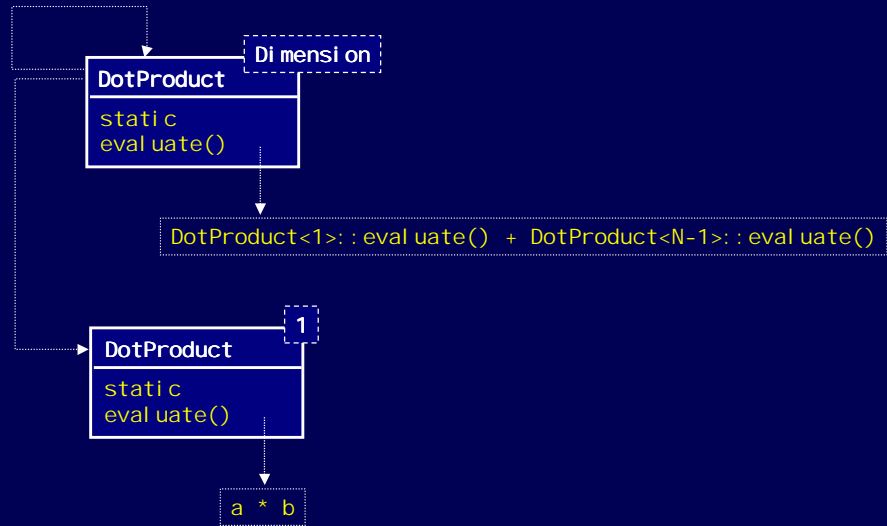 Dimension
DotProduct
static
evaluate()
DotProduct<1>::evaluate() + DotProduct<N-1>::evaluate()
1
DotProduct
static
evaluate()
a * b